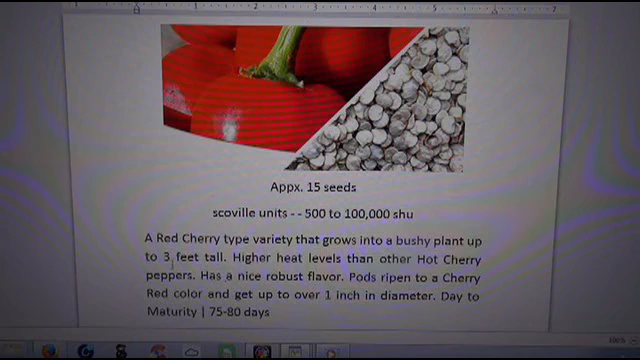 Appx. 15 seeds
scoville units - - 500 to 100,000 shu
A Red Cherry type variety that grows into a bushy plant up
to 3 feet tall. Higher heat levels than other Hot Cherry
peppers. Has a nice robust flavor. Pods ripen to a Cherry
Red color and get up to over 1 inch in diameter. Day to
Maturity | 75-80 days
100%